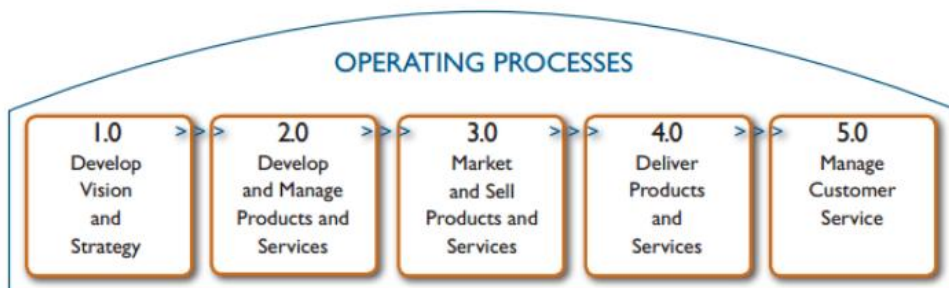 OPERATING PROCESSES
1.0
Develop
Vision
and
Strategy
> > >
2.0
Develop
and Manage
Products and
Services
> > >
3.0
Market
and Sell
Products and
Services
> > >
4.0
Deliver
Products
and
Services
> > >
5.0
Manage
Customer
Service